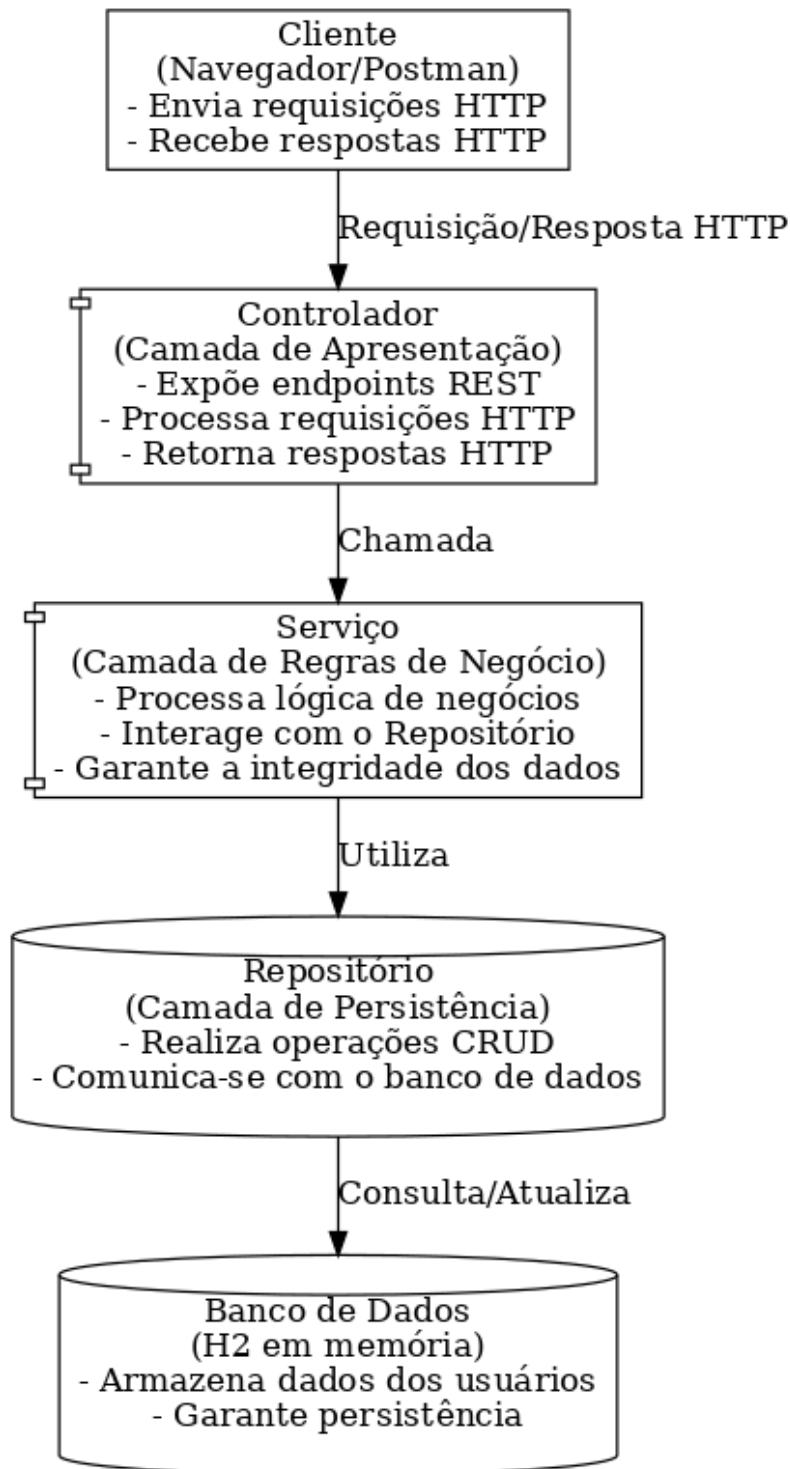 Cliente
(Navegador/Postman)
- Envia requisições HTTP
- Recebe respostas HTTP
Requisição/Resposta HTTP
Controlador
(Camada de Apresentação)
- Expõe endpoints REST
- Processa requisições HTTP
- Retorna respostas HTTP
Chamada
Serviço
(Camada de Regras de Negócio)
- Processa lógica de negócios
- Interage com o Repositório
- Garante a integridade dos dados
Utiliza
Repositório
(Camada de Persistência)
- Realiza operações CRUD
- Comunica-se com o banco de dados
Consulta/Atualiza
Banco de Dados
(H2 em memória)
- Armazena dados dos usuários
- Garante persistência